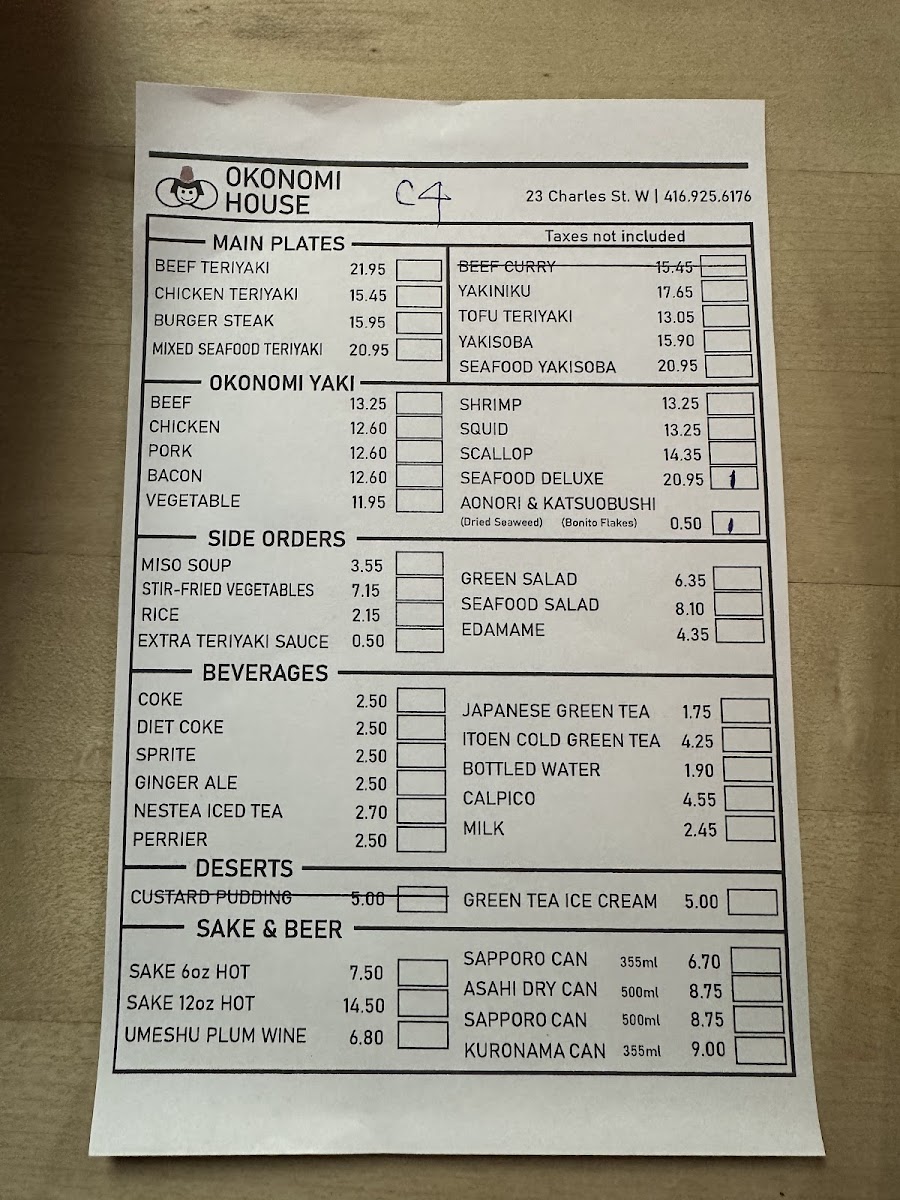 OKONOMI
HOUSE
C4
23 Charles St. W | 416.925.6176
Taxes not included
MAIN PLATES
BEEF TERIYAKI 21.95
CHICKEN TERIYAKI 15.45
BURGER STEAK 15.95
MIXED SEAFOOD TERIYAKI 20.95
BEEF CURRY 15.45
YAKINIKU 17.65
TOFU TERIYAKI 13.05
YAKISOBA 15.90
SEAFOOD YAKISOBA 20.95
OKONOMI YAKI
BEEF 13.25
CHICKEN 12.60
PORK 12.60
BACON 12.60
VEGETABLE 11.95
SHRIMP 13.25
SQUID 13.25
SCALLOP 14.35
SEAFOOD DELUXE 20.95 1
AONORI & KATSUOBUSHI
(Dried Seaweed) (Bonito Flakes) 0.50 1
SIDE ORDERS
MISO SOUP 3.55
STIR-FRIED VEGETABLES 7.15
RICE 2.15
EXTRA TERIYAKI SAUCE 0.50
GREEN SALAD 6.35
SEAFOOD SALAD 8.10
EDAMAME 4.35
BEVERAGES
COKE 2.50
DIET COKE 2.50
SPRITE 2.50
GINGER ALE 2.50
NESTEA ICED TEA 2.70
PERRIER 2.50
JAPANESE GREEN TEA 1.75
ITOEN COLD GREEN TEA 4.25
BOTTLED WATER 1.90
CALPICO 4.55
MILK 2.45
DESERTS
CUSTARD PUDDING 5.00
GREEN TEA ICE CREAM 5.00
SAKE & BEER
SAKE 6oz HOT 7.50
SAKE 12oz HOT 14.50
UMESHU PLUM WINE 6.80
SAPPORO CAN 355ml 6.70
ASAHI DRY CAN 500ml 8.75
SAPPORO CAN 500ml 8.75
KURONAMA CAN 355ml 9.00